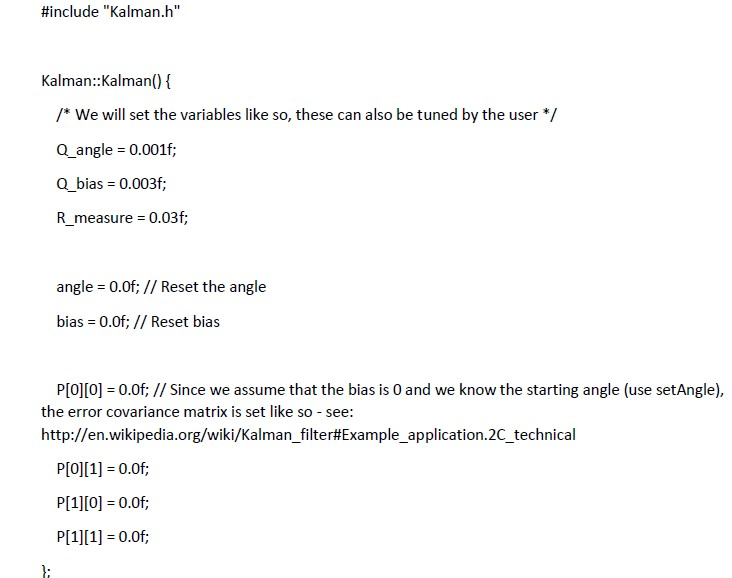 #include "Kalman.h"
Kalman::Kalman() {
/* We will set the variables like so, these can also be tuned by the user */
Q_angle = 0.001f;
Q_bias = 0.003f;
R_measure = 0.03f;
angle = 0.0f; // Reset the angle
bias = 0.0f; // Reset bias
P[0][0] = 0.0f; // Since we assume that the bias is 0 and we know the starting angle (use setAngle),
the error covariance matrix is set like so - see:
http://en.wikipedia.org/wiki/Kalman_filter#Example_application.2C_technical
P[0][1] = 0.0f;
P[1][0] = 0.0f;
P[1][1] = 0.0f;
};